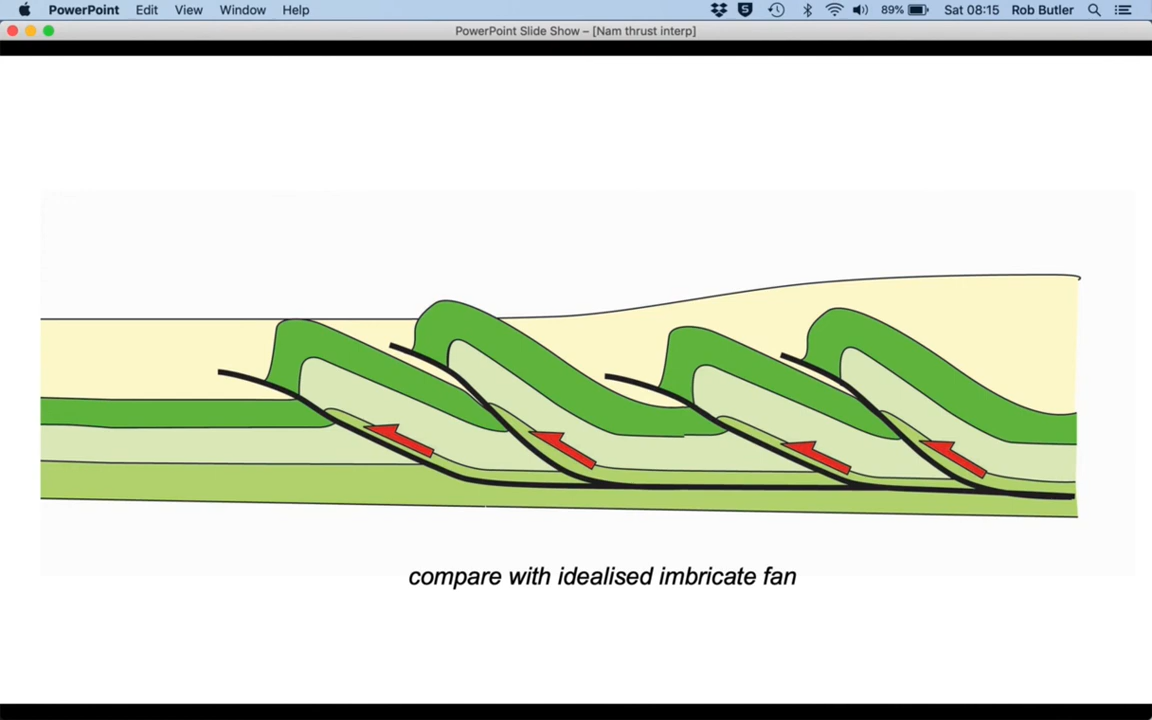 PowerPoint Edit View Window Help 89% Sat 08:15 Rob Butler
PowerPoint Slide Show – [Nam thrust interp]
compare with idealised imbricate fan